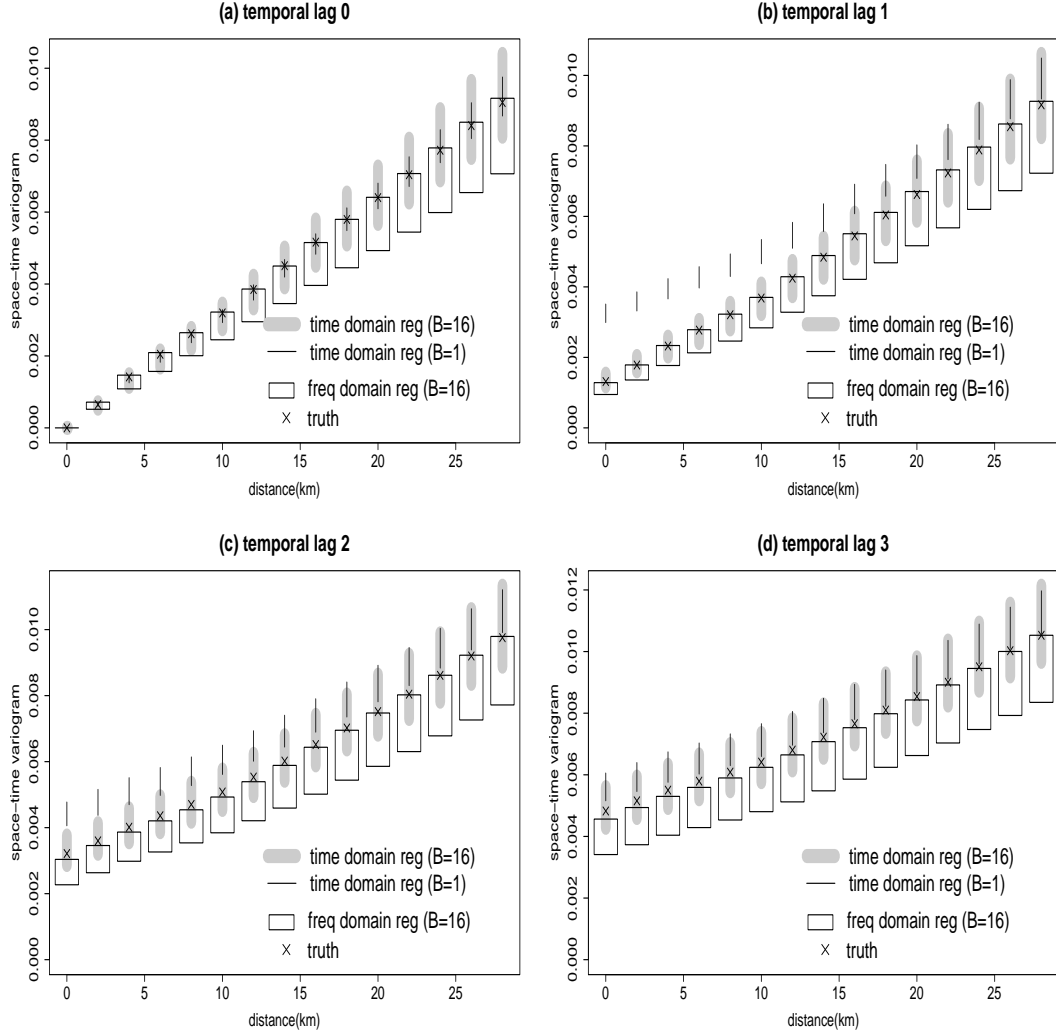 (a) temporal lag 0
space−time variogram
0.010
0.008
0.006
0.004
0.002
0.000
time domain reg (B=16)
time domain reg (B=1)
freq domain reg (B=16)
× truth
0 5 10 15 20 25
distance(km)
(b) temporal lag 1
space−time variogram
0.010
0.008
0.006
0.004
0.002
0.000
time domain reg (B=16)
time domain reg (B=1)
freq domain reg (B=16)
× truth
0 5 10 15 20 25
distance(km)
(c) temporal lag 2
space−time variogram
0.010
0.008
0.006
0.004
0.002
0.000
time domain reg (B=16)
time domain reg (B=1)
freq domain reg (B=16)
× truth
0 5 10 15 20 25
distance(km)
(d) temporal lag 3
space−time variogram
0.012
0.010
0.008
0.006
0.004
0.002
0.000
time domain reg (B=16)
time domain reg (B=1)
freq domain reg (B=16)
× truth
0 5 10 15 20 25
distance(km)